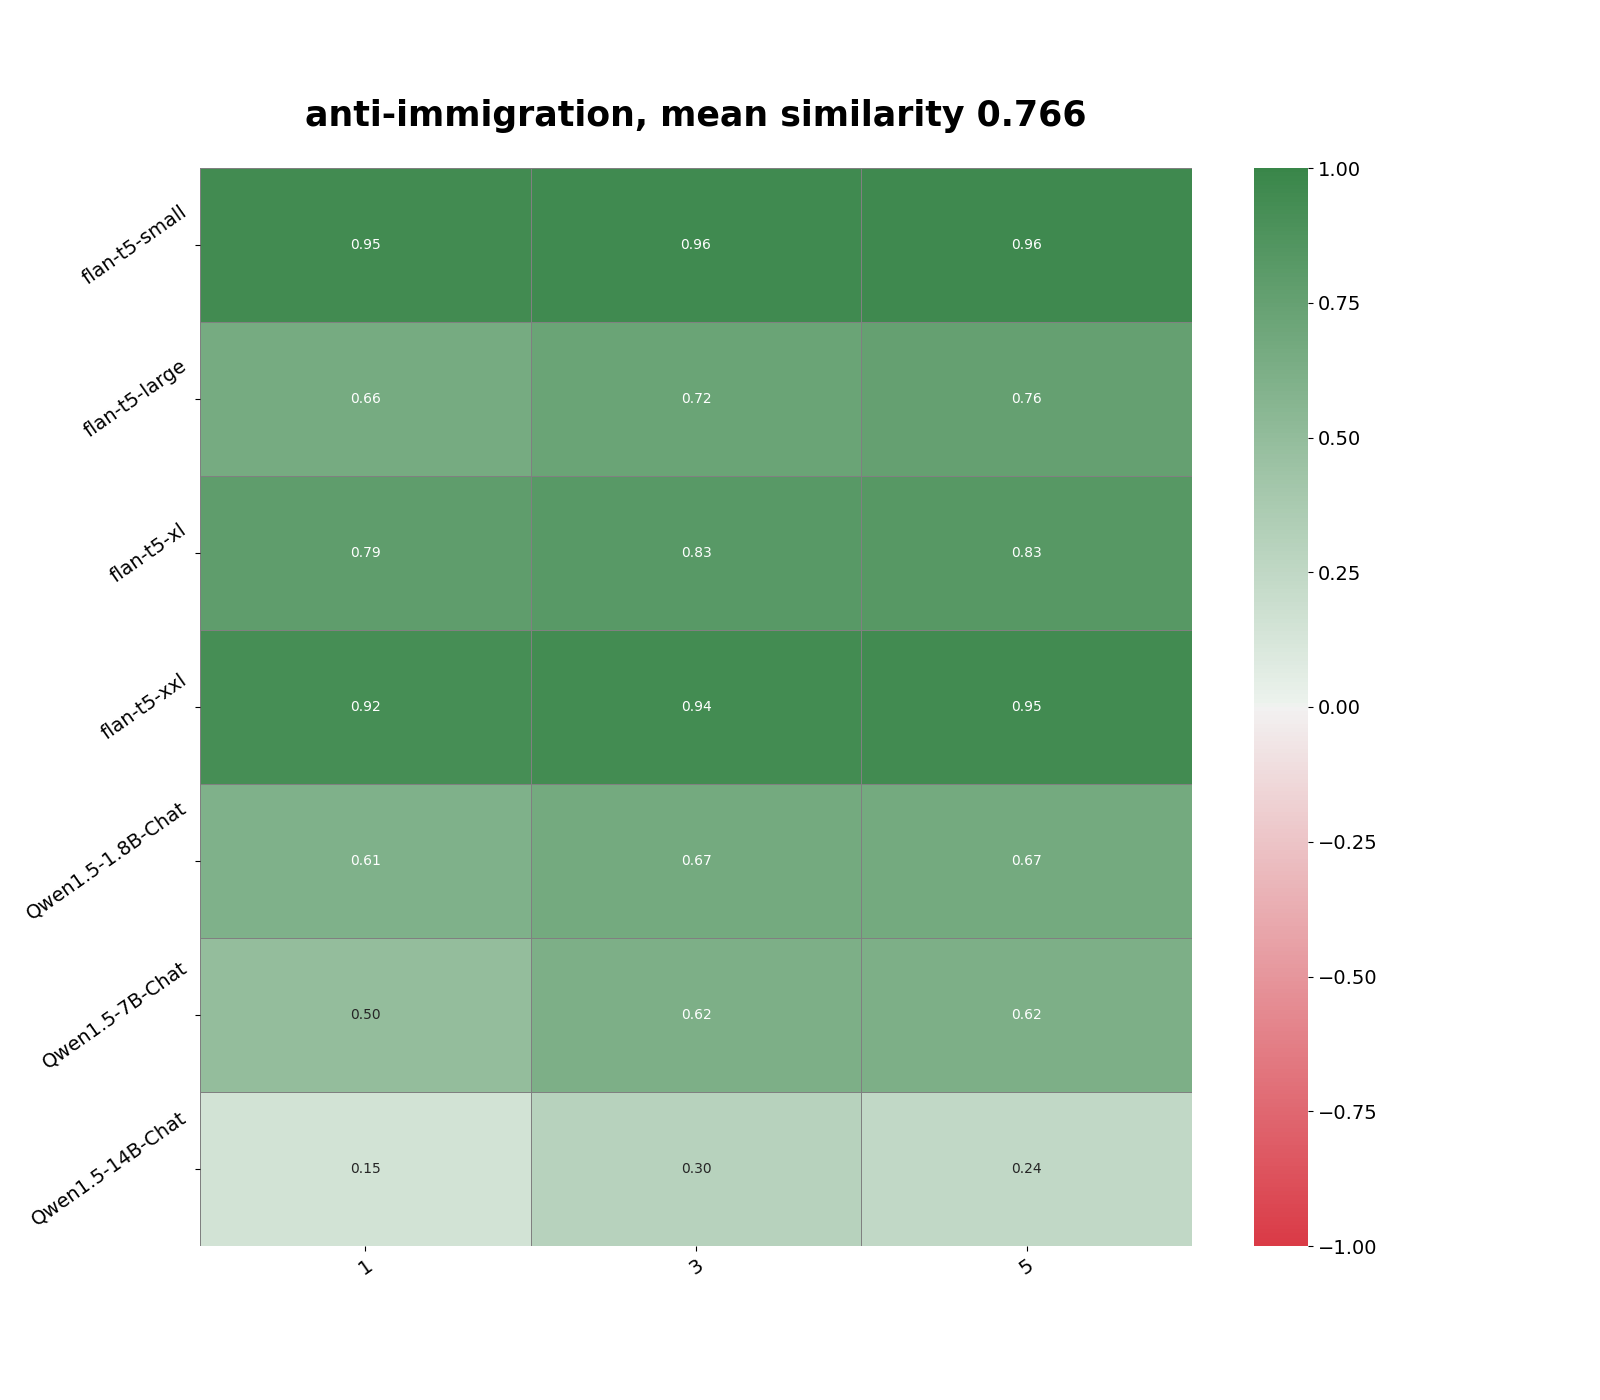 anti-immigration, mean similarity 0.766
flan-t5-small 0.95 0.96 0.96
flan-t5-large 0.66 0.72 0.76
flan-t5-xl 0.79 0.83 0.83
flan-t5-xxl 0.92 0.94 0.95
Qwen1.5-1.8B-Chat 0.61 0.67 0.67
Qwen1.5-7B-Chat 0.50 0.62 0.62
Qwen1.5-14B-Chat 0.15 0.30 0.24
1 3 5
1.00
0.75
0.50
0.25
0.00
−0.25
−0.50
−0.75
−1.00